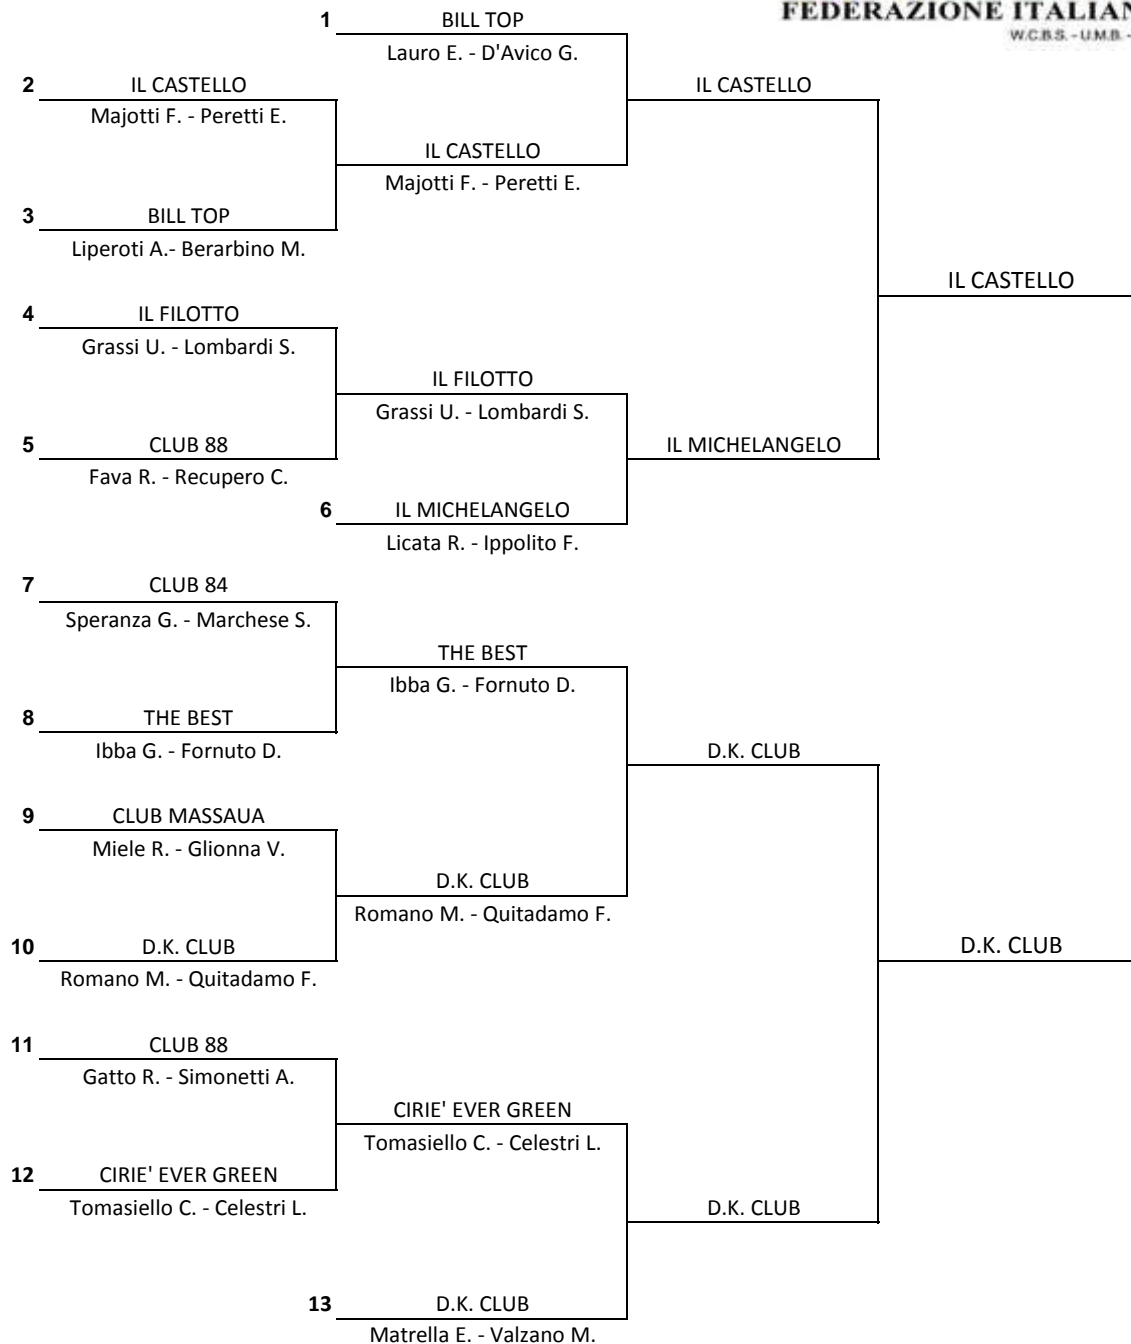 FEDERAZIONE ITALIAN
W.C.B.S. - U.M.B. -
1 BILL TOP
Lauro E. - D'Avico G.
2 IL CASTELLO
Majotti F. - Peretti E.
IL CASTELLO
IL CASTELLO
Majotti F. - Peretti E.
3 BILL TOP
Liperoti A.- Berarbino M.
IL CASTELLO
4 IL FILOTTO
Grassi U. - Lombardi S.
IL FILOTTO
Grassi U. - Lombardi S.
5 CLUB 88
Fava R. - Recupero C.
IL MICHELANGELO
6 IL MICHELANGELO
Licata R. - Ippolito F.
7 CLUB 84
Speranza G. - Marchese S.
THE BEST
Ibba G. - Fornuto D.
8 THE BEST
Ibba G. - Fornuto D.
D.K. CLUB
9 CLUB MASSAUA
Miele R. - Glionna V.
D.K. CLUB
Romano M. - Quitadamo F.
10 D.K. CLUB
Romano M. - Quitadamo F.
D.K. CLUB
11 CLUB 88
Gatto R. - Simonetti A.
CIRIE' EVER GREEN
Tomasiello C. - Celestri L.
12 CIRIE' EVER GREEN
Tomasiello C. - Celestri L.
D.K. CLUB
13 D.K. CLUB
Matrella E. - Valzano M.